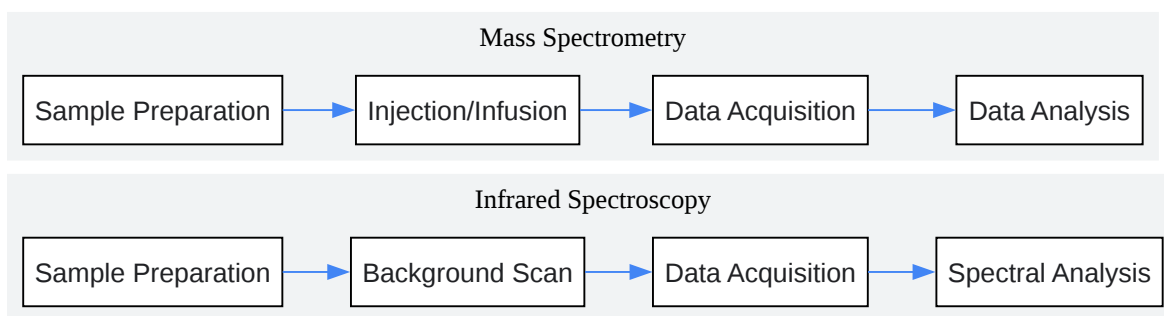 Mass Spectrometry
Sample Preparation
Injection/Infusion
Data Acquisition
Data Analysis
Infrared Spectroscopy
Sample Preparation
Background Scan
Data Acquisition
Spectral Analysis